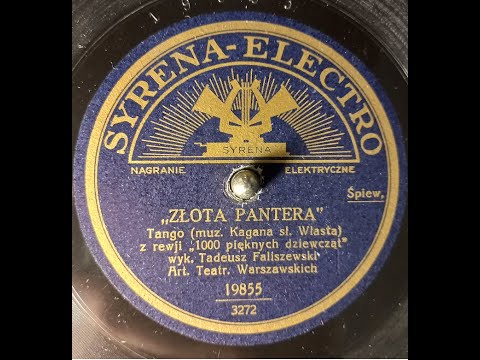 SYRENA-ELECTRO
SYRENA
NAGRANIE ELEKTRYCZNE
Śpiew.
„ZŁOTA PANTERA"
Tango (muz. Kagana sł. Własta)
z rewji „1000 pięknych dziewcząt"
wyk. Tadeusz Faliszewski
Art. Teatr. Warszawskich
19855
3272